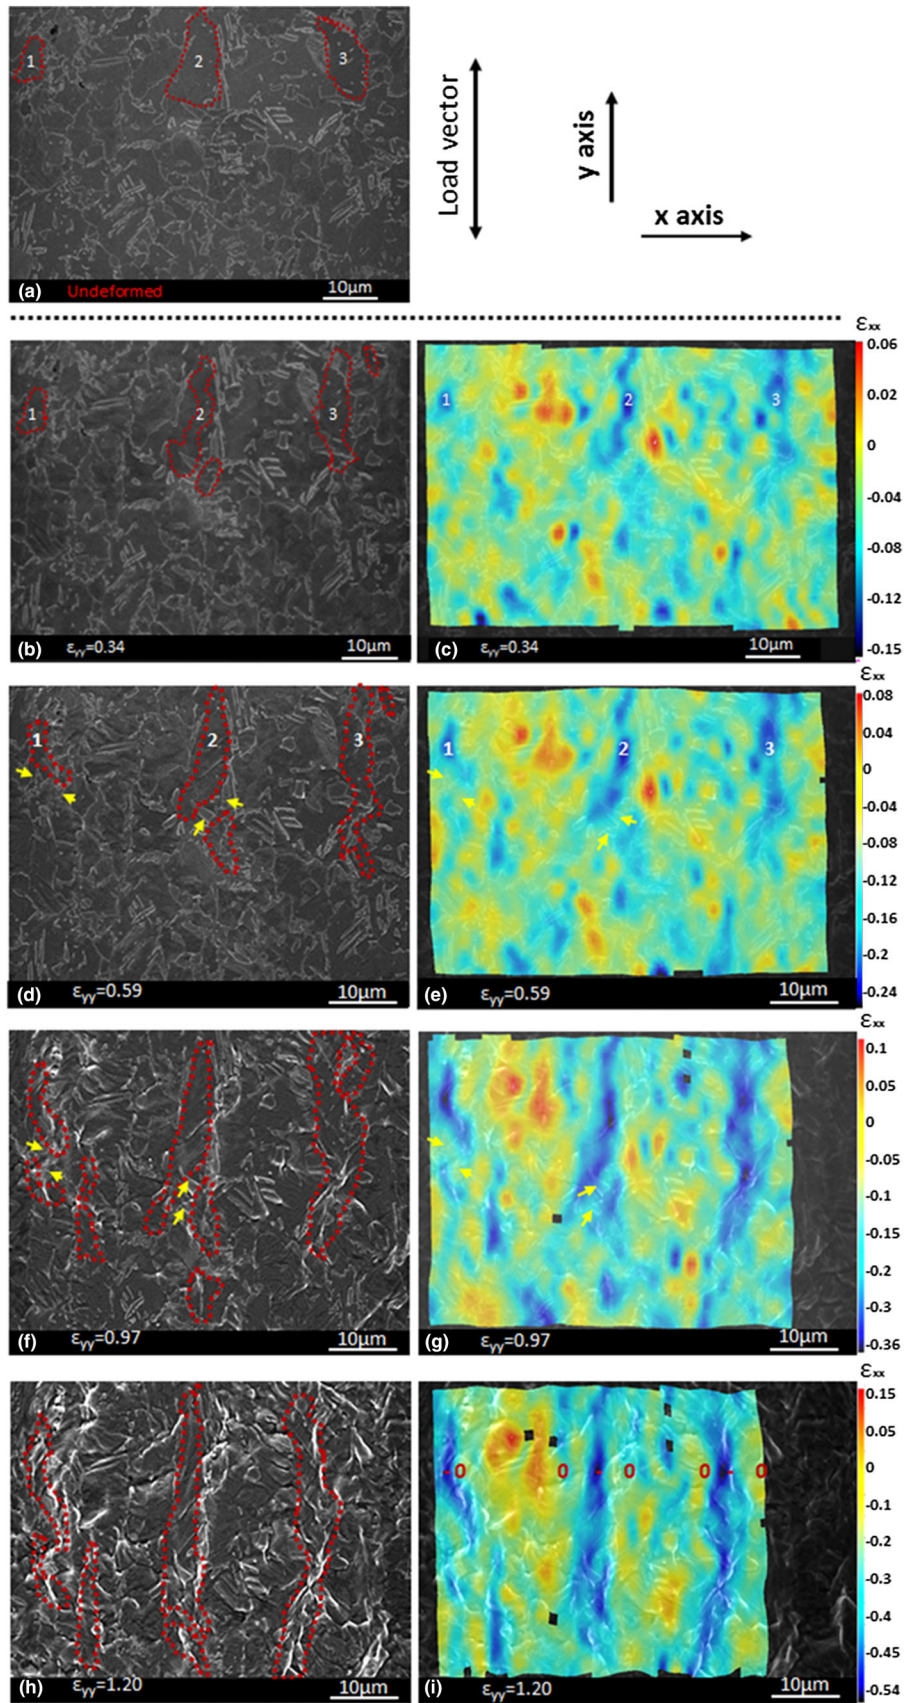 1
2
3
(a) Undeformed 10μm
Load vector
y axis
x axis
1
2
3
(b) εyy=0.34 10μm
εxx
0.06
0.02
0
-0.04
-0.08
-0.12
-0.15
1
2
3
(c) εyy=0.34 10μm
1
2
3
(d) εyy=0.59 10μm
εxx
0.08
0.04
0
-0.04
-0.08
-0.12
-0.16
-0.2
-0.24
1
2
3
(e) εyy=0.59 10μm
(f) εyy=0.97 10μm
εxx
0.1
0.05
0
-0.05
-0.1
-0.15
-0.2
-0.25
-0.3
-0.36
(g) εyy=0.97 10μm
(h) εyy=1.20 10μm
εxx
0.15
0
-0.1
-0.2
-0.3
-0.4
-0.45
-0.54
-0 0 - 0 0 - 0
(i) εyy=1.20 10μm